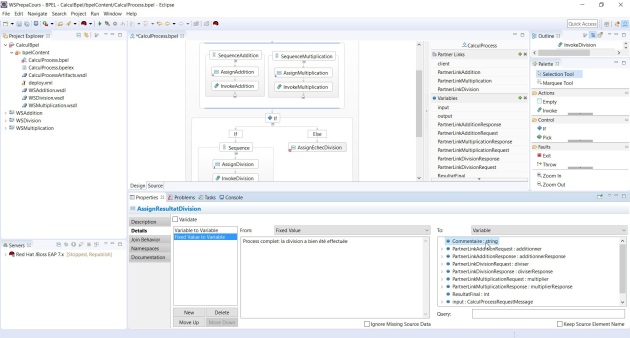 WSPrepaCours - BPEL - CalculBpel/bpelContent/CalculProcess.bpel - Eclipse
File Edit Navigate Search Project Run Window Help
Quick Access
Project Explorer
CalculBpel
bpelContent
CalculProcess.bpel
CalculProcess.bpelex
CalculProcessArtifacts.wsdl
deploy.xml
WSAddition.wsdl
WSDivision.wsdl
WSMultiplication.wsdl
WSAddition
WSDivision
WSMultiplication
Servers
Red Hat JBoss EAP 7.x [Stopped, Republish]
*CalculProcess.bpel
SequenceAddition
SequenceMultiplication
AssignAddition
AssignMultiplication
InvokeAddition
InvokeMultiplication
If
If
Else
Sequence
AssignEchecDivision
AssignDivision
InvokeDivision
Design Source
CalculProcess
Partner Links
client
PartnerLinkAddition
PartnerLinkMultiplication
PartnerLinkDivision
Variables
input
output
PartnerLinkAdditionResponse
PartnerLinkAdditionRequest
PartnerLinkMultiplicationResponse
PartnerLinkMultiplicationRequest
PartnerLinkDivisionResponse
PartnerLinkDivisionRequest
ResultatFinal
Outline
InvokeDivision
Palette
Selection Tool
Marquee Tool
Actions
Empty
Invoke
Control
If
Pick
Faults
Exit
Throw
Zoom In
Zoom Out
Properties Problems Tasks Console
AssignResultatDivision
Description
Details
Join Behavior
Namespaces
Documentation
Validate
Variable to Variable
Fixed Value to Variable
New Delete
Move Up Move Down
From: Fixed Value
Process complet: la division a bien été effectuée
Ignore Missing Source Data
To: Variable
Commentaire : string
PartnerLinkAdditionRequest : additionner
PartnerLinkAdditionResponse : additionnerResponse
PartnerLinkDivisionRequest : diviser
PartnerLinkDivisionResponse : diviserResponse
PartnerLinkMultiplicationRequest : multiplier
PartnerLinkMultiplicationResponse : multiplierResponse
ResultatFinal : int
input : CalculProcessRequestMessage
Query:
Keep Source Element Name